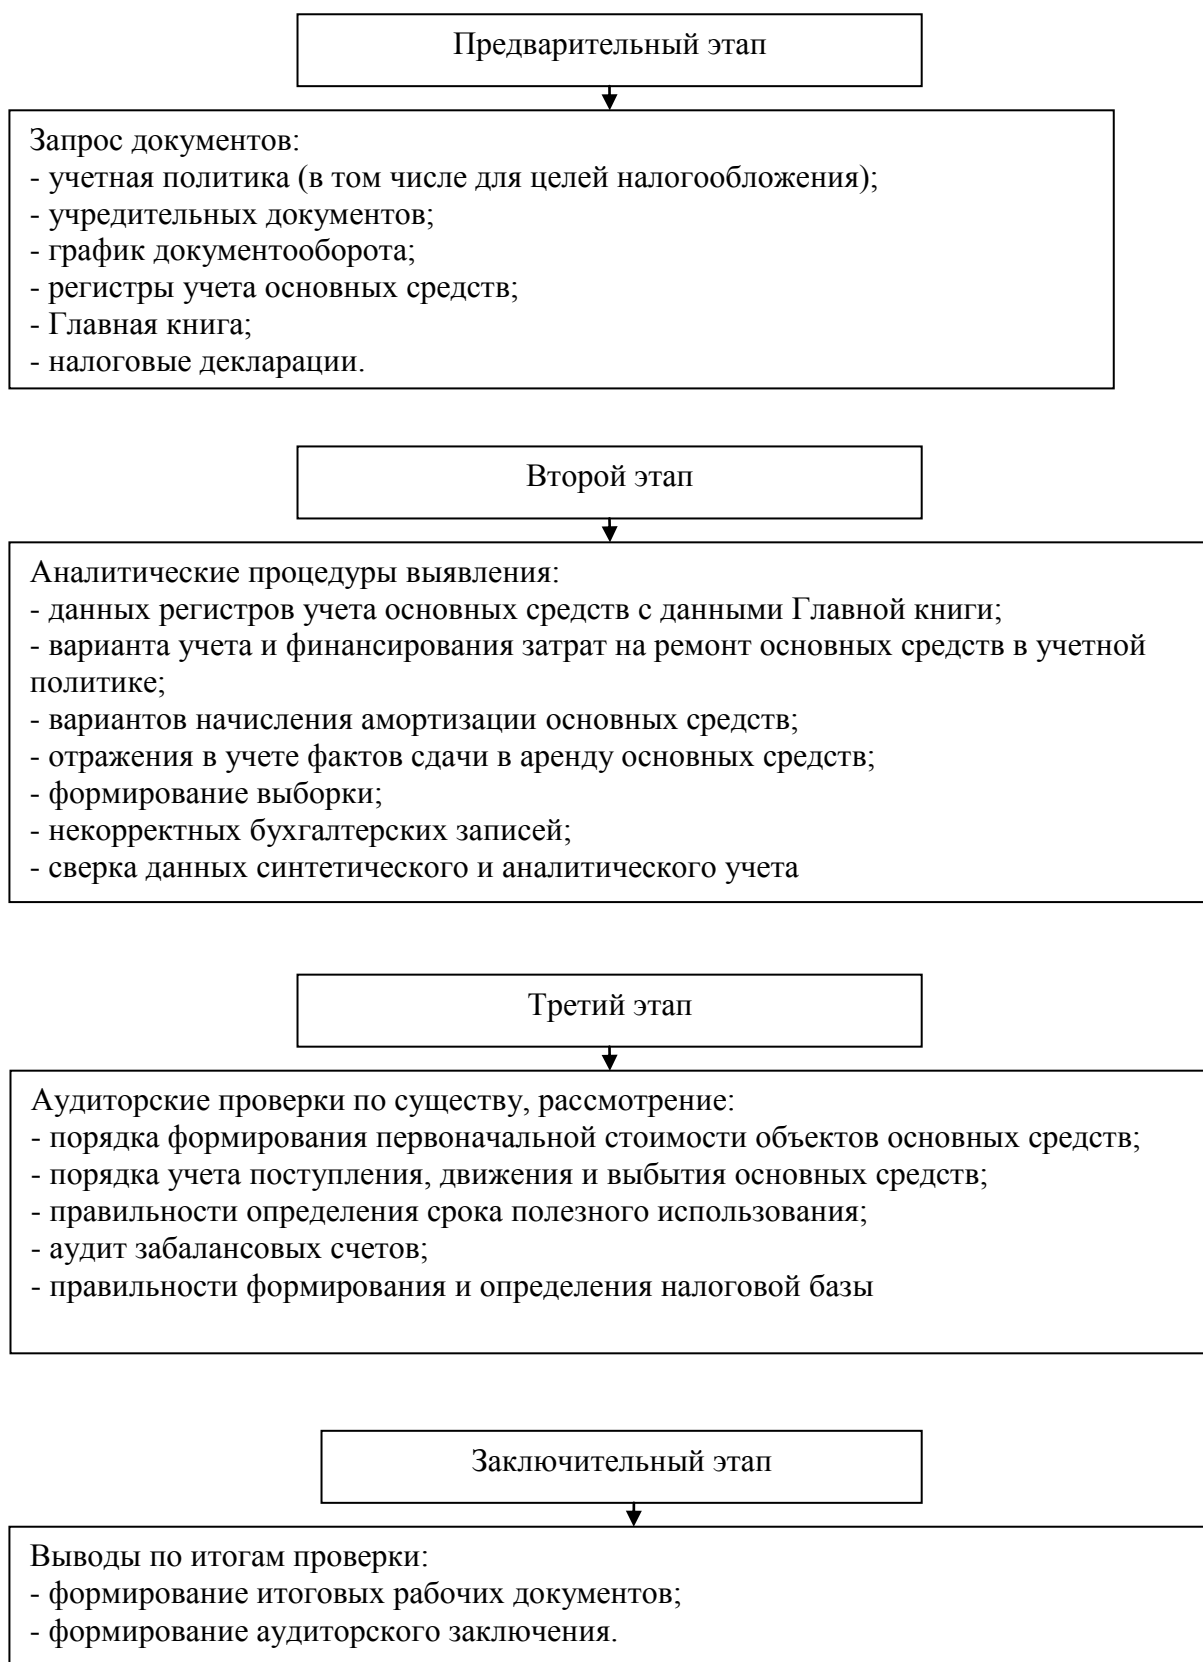 Предварительный этап
Запрос документов:
- учетная политика (в том числе для целей налогообложения);
- учредительных документов;
- график документооборота;
- регистры учета основных средств;
- Главная книга;
- налоговые декларации.
Второй этап
Аналитические процедуры выявления:
- данных регистров учета основных средств с данными Главной книги;
- варианта учета и финансирования затрат на ремонт основных средств в учетной
политике;
- вариантов начисления амортизации основных средств;
- отражения в учете фактов сдачи в аренду основных средств;
- формирование выборки;
- некорректных бухгалтерских записей;
- сверка данных синтетического и аналитического учета
Третий этап
Аудиторские проверки по существу, рассмотрение:
- порядка формирования первоначальной стоимости объектов основных средств;
- порядка учета поступления, движения и выбытия основных средств;
- правильности определения срока полезного использования;
- аудит забалансовых счетов;
- правильности формирования и определения налоговой базы
Заключительный этап
Выводы по итогам проверки:
- формирование итоговых рабочих документов;
- формирование аудиторского заключения.